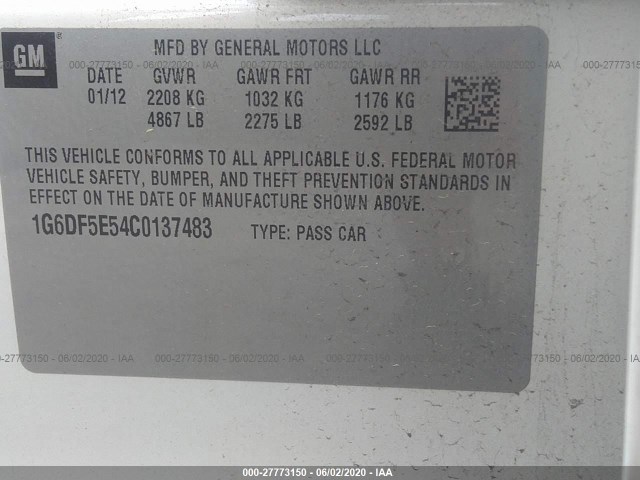 GM
MFD BY GENERAL MOTORS LLC
DATE GVWR GAWR FRT GAWR RR
01/12 2208 KG 1032 KG 1176 KG
4867 LB 2275 LB 2592 LB
THIS VEHICLE CONFORMS TO ALL APPLICABLE U.S. FEDERAL MOTOR
VEHICLE SAFETY, BUMPER, AND THEFT PREVENTION STANDARDS IN
EFFECT ON THE DATE OF MANUFACTURE SHOWN ABOVE.
1G6DF5E54C0137483 TYPE: PASS CAR
000-27773150 - 06/02/2020 - IAA